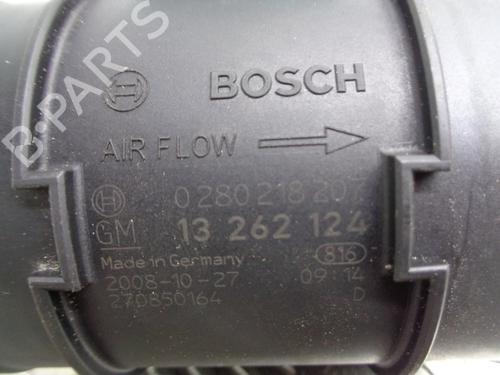 B-PARTS
BOSCH
AIR FLOW
0 280 218 207
GM 13 262 124
Made in Germany 816
2008-10-27 09:14
270850164 D